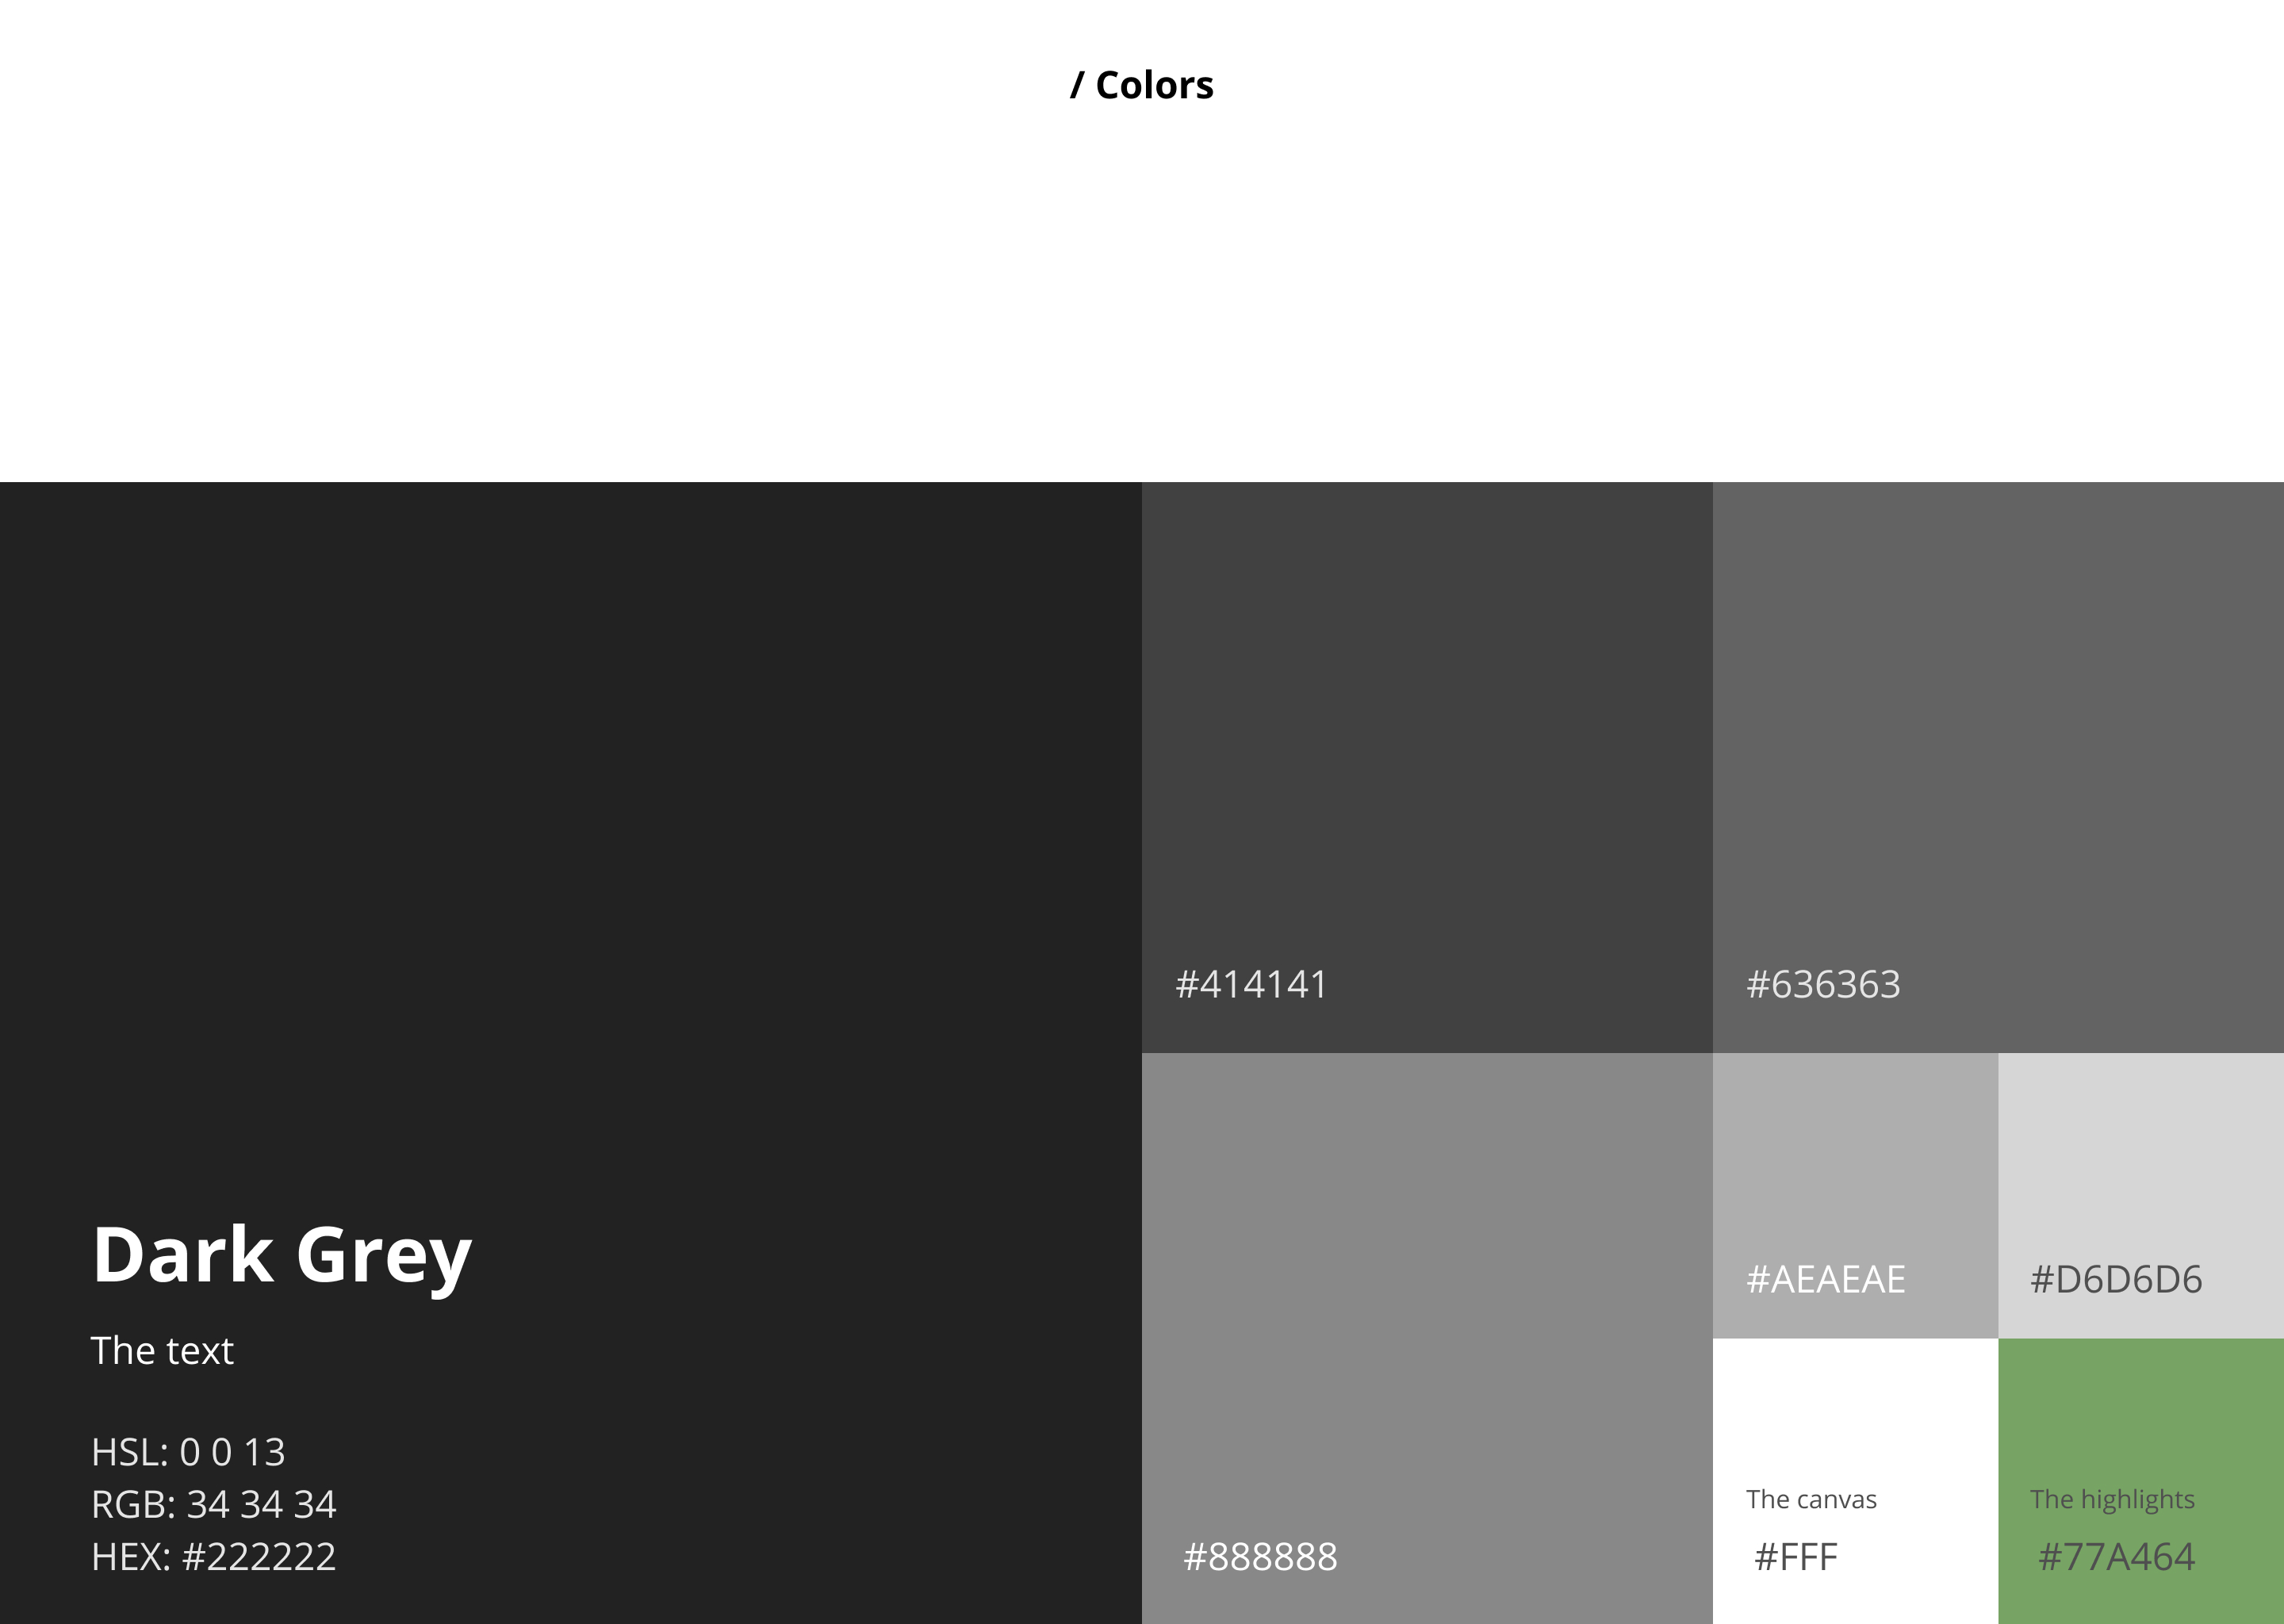 / Colors
Dark Grey
The text
HSL: 0 0 13
RGB: 34 34 34
HEX: #222222
#414141
#636363
#888888
#AEAEAE
#D6D6D6
The canvas
#FFF
The highlights
#77A464